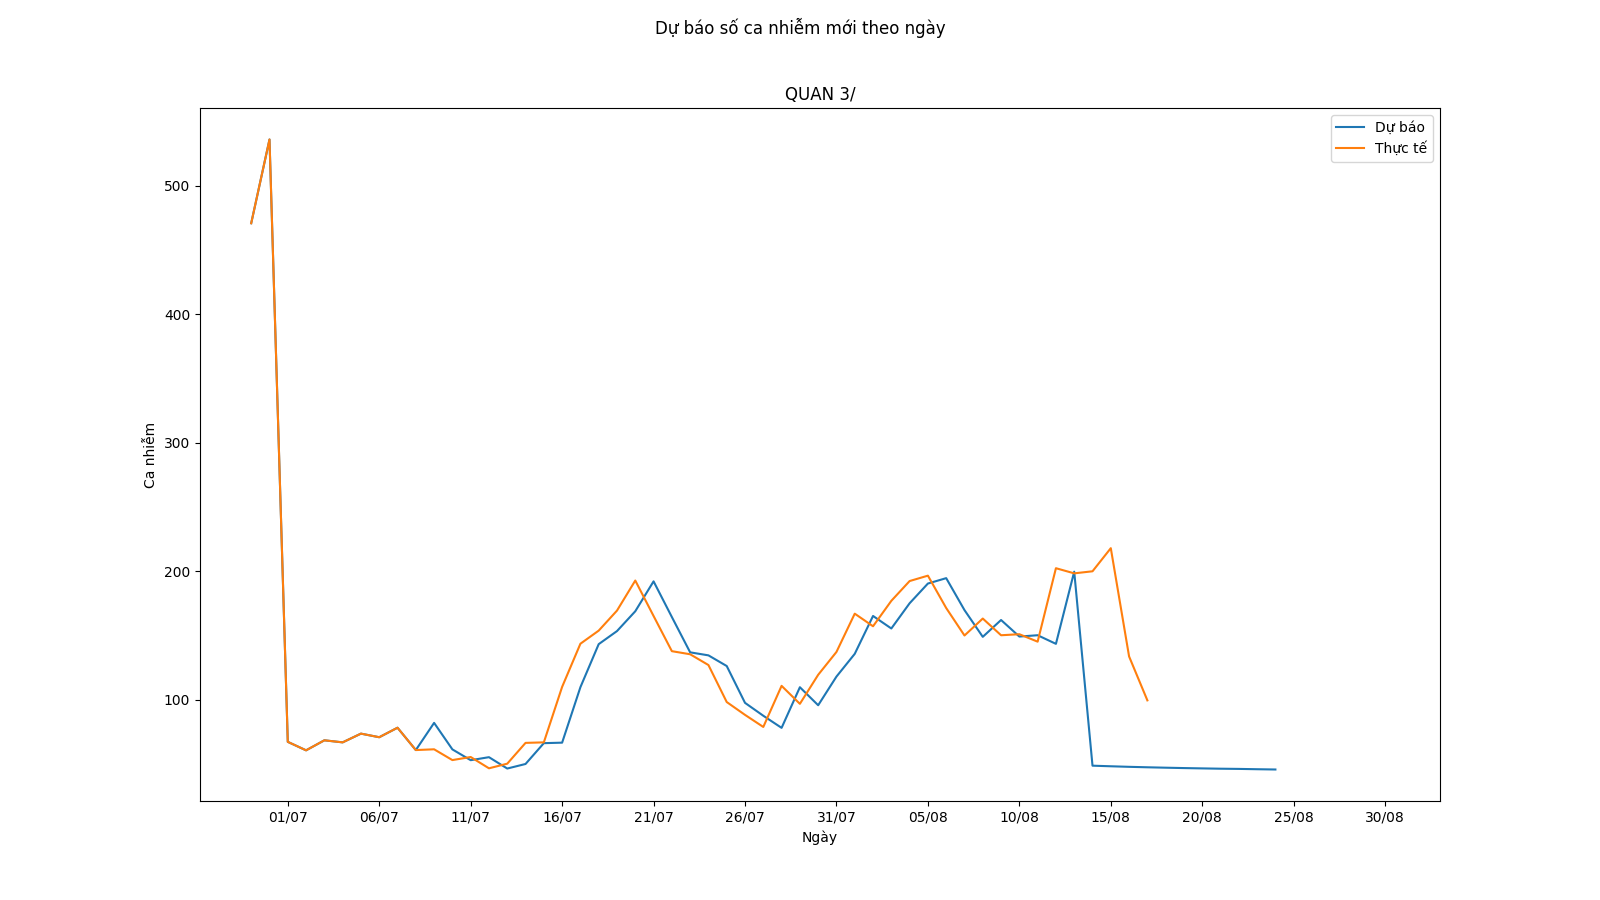 Dự báo số ca nhiễm mới theo ngày
QUAN 3/
Dự báo
Thực tế
500
400
300
200
100
Ca nhiễm
01/07 06/07 11/07 16/07 21/07 26/07 31/07 05/08 10/08 15/08 20/08 25/08 30/08
Ngày